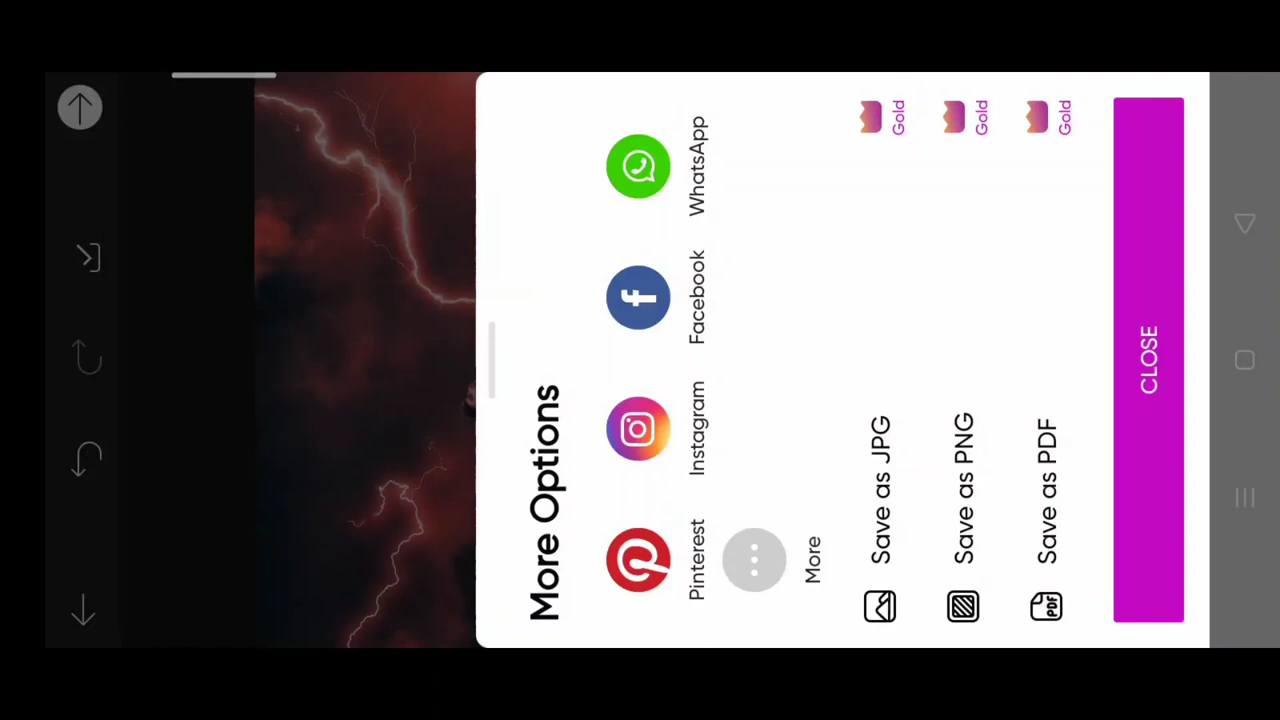 More Options
Pinterest
Instagram
Facebook
WhatsApp
More
Save as JPG
Gold
Save as PNG
Gold
PDF
Save as PDF
Gold
CLOSE